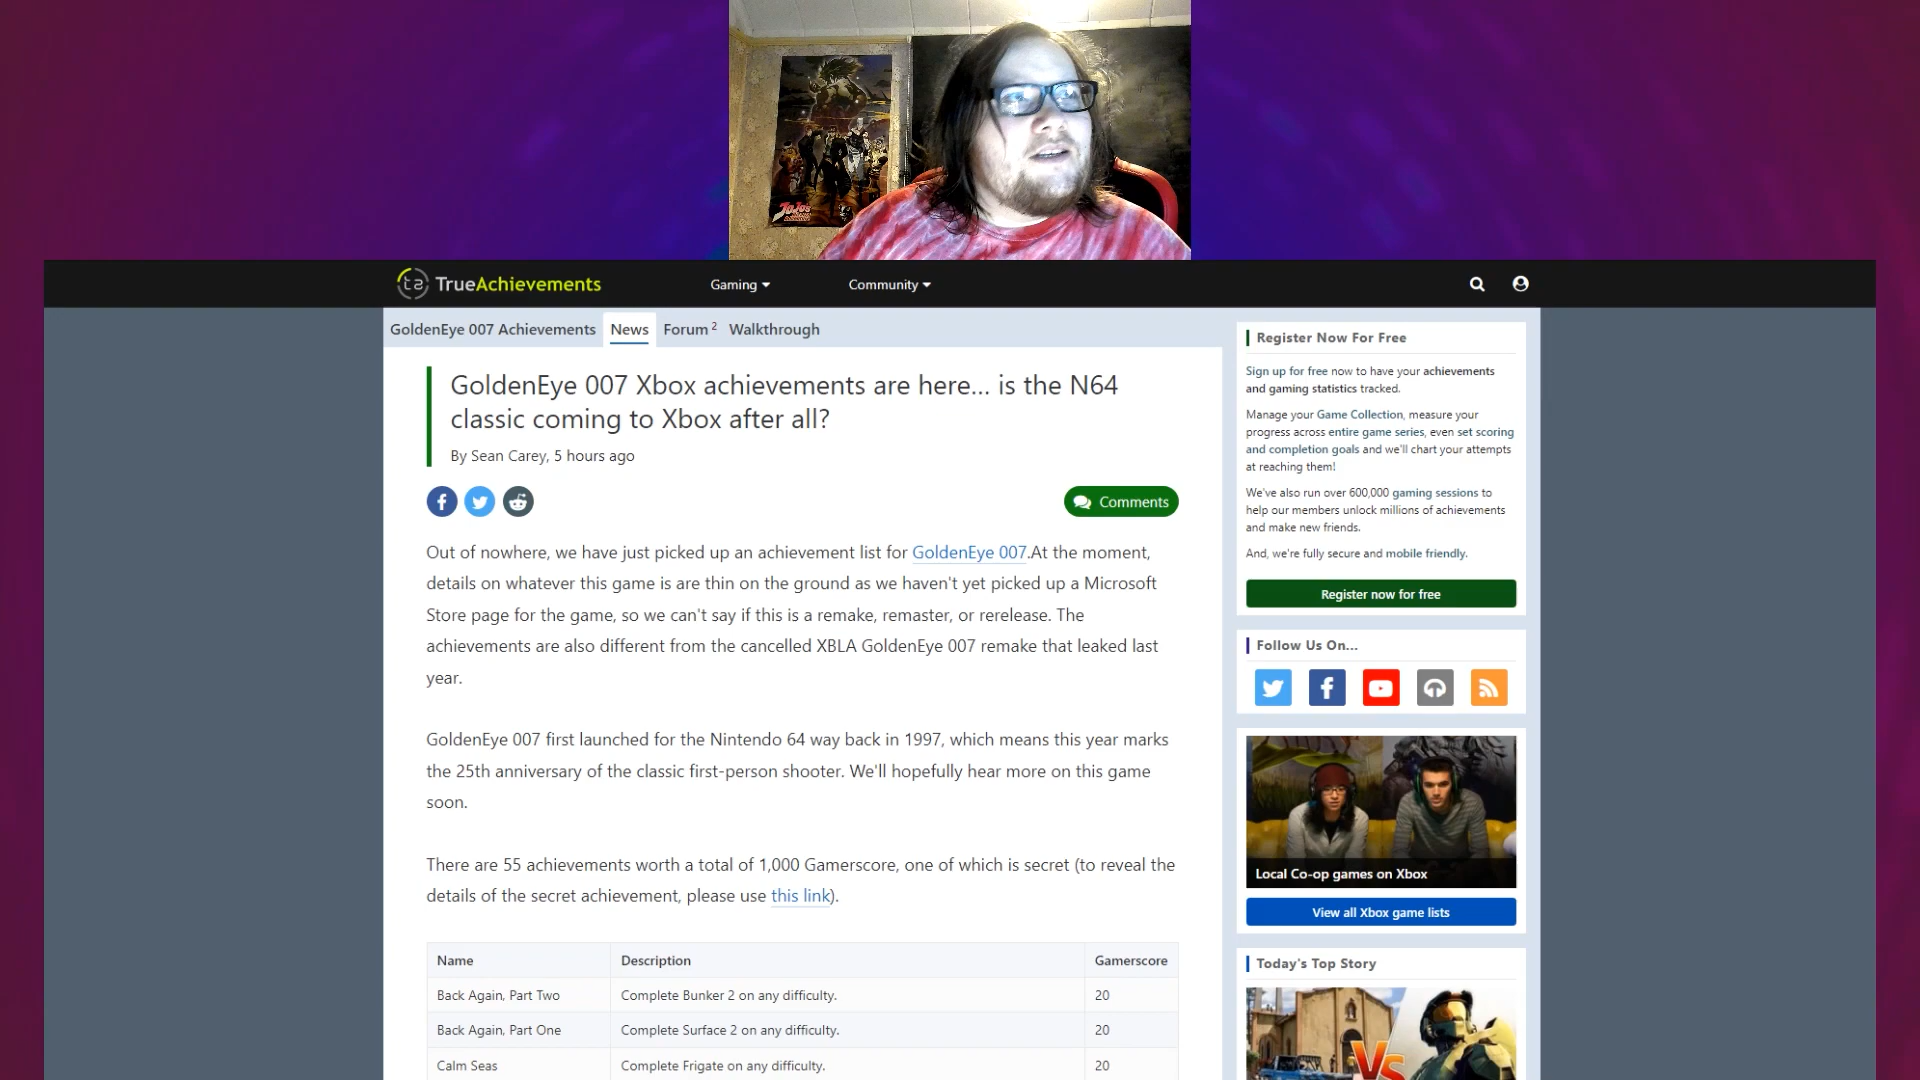 JoJo's
TrueAchievements
Gaming
Community
GoldenEye 007 Achievements
News
Forum 2
Walkthrough
GoldenEye 007 Xbox achievements are here... is the N64
classic coming to Xbox after all?
By Sean Carey, 5 hours ago
Comments
Out of nowhere, we have just picked up an achievement list for GoldenEye 007.At the moment,
details on whatever this game is are thin on the ground as we haven't yet picked up a Microsoft
Store page for the game, so we can't say if this is a remake, remaster, or rerelease. The
achievements are also different from the cancelled XBLA GoldenEye 007 remake that leaked last
year.
GoldenEye 007 first launched for the Nintendo 64 way back in 1997, which means this year marks
the 25th anniversary of the classic first-person shooter. We'll hopefully hear more on this game
soon.
There are 55 achievements worth a total of 1,000 Gamerscore, one of which is secret (to reveal the
details of the secret achievement, please use this link).
Name Description Gamerscore
Back Again, Part Two Complete Bunker 2 on any difficulty. 20
Back Again, Part One Complete Surface 2 on any difficulty. 20
Calm Seas Complete Frigate on any difficulty. 20
Register Now For Free
Sign up for free now to have your achievements
and gaming statistics tracked.
Manage your Game Collection, measure your
progress across entire game series, even set scoring
and completion goals and we'll chart your attempts
at reaching them!
We've also run over 600,000 gaming sessions to
help our members unlock millions of achievements
and make new friends.
And, we're fully secure and mobile friendly.
Register now for free
Follow Us On...
Local Co-op games on Xbox
View all Xbox game lists
Today's Top Story
VS